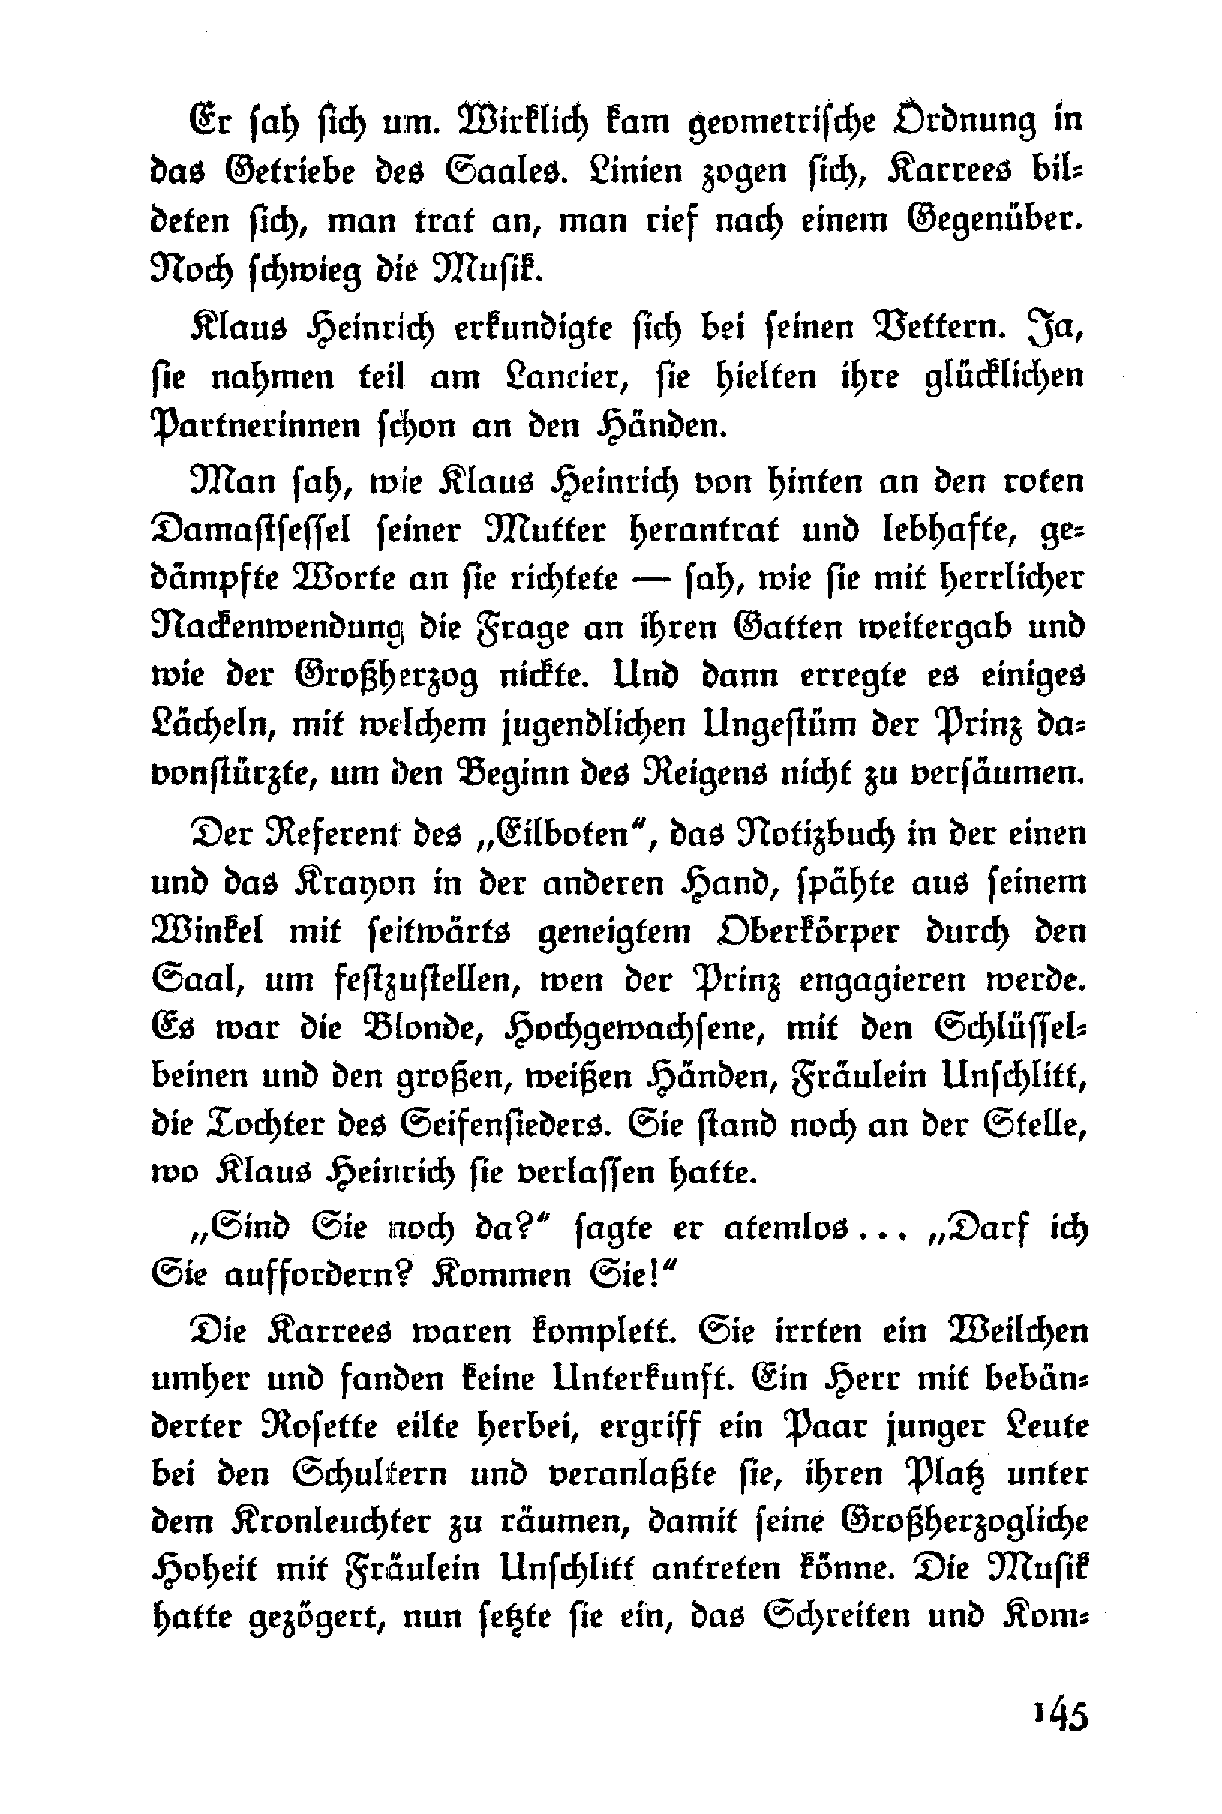 Er sah sich um. Wirklich kam geometrische Ordnung in
das Getriebe des Saales. Linien zogen sich, Karrees bil-
deten sich, man trat an, man rief nach einem Gegenüber.
Noch schwieg die Musik.
Klaus Heinrich erkundigte sich bei seinen Vettern. Ja,
sie nahmen teil am Lancier, sie hielten ihre glücklichen
Partnerinnen schon an den Händen.
Man sah, wie Klaus Heinrich von hinten an den roten
Damastsessel seiner Mutter herantrat und lebhafte, ge-
dämpfte Worte an sie richtete — sah, wie sie mit herrlicher
Nackenwendung die Frage an ihren Gatten weitergab und
wie der Großherzog nickte. Und dann erregte es einiges
Lächeln, mit welchem jugendlichen Ungestüm der Prinz da-
vonstürzte, um den Beginn des Reigens nicht zu versäumen.
Der Referent des „Eilboten“, das Notizbuch in der einen
und das Krayon in der anderen Hand, spähte aus seinem
Winkel mit seitwärts geneigtem Oberkörper durch den
Saal, um festzustellen, wen der Prinz engagieren werde.
Es war die Blonde, Hochgewachsene, mit den Schlüssel-
beinen und den großen, weißen Händen, Fräulein Unschlitt,
die Tochter des Seifensieders. Sie stand noch an der Stelle,
wo Klaus Heinrich sie verlassen hatte.
„Sind Sie noch da?“ sagte er atemlos... „Darf ich
Sie auffordern? Kommen Sie!“
Die Karrees waren komplett. Sie irrten ein Weilchen
umher und fanden keine Unterkunft. Ein Herr mit bebän-
derter Rosette eilte herbei, ergriff ein Paar junger Leute
bei den Schultern und veranlaßte sie, ihren Platz unter
dem Kronleuchter zu räumen, damit seine Großherzogliche
Hoheit mit Fräulein Unschlitt antreten könne. Die Musik
hatte gezögert, nun setzte sie ein, das Schreiten und Kom-
145